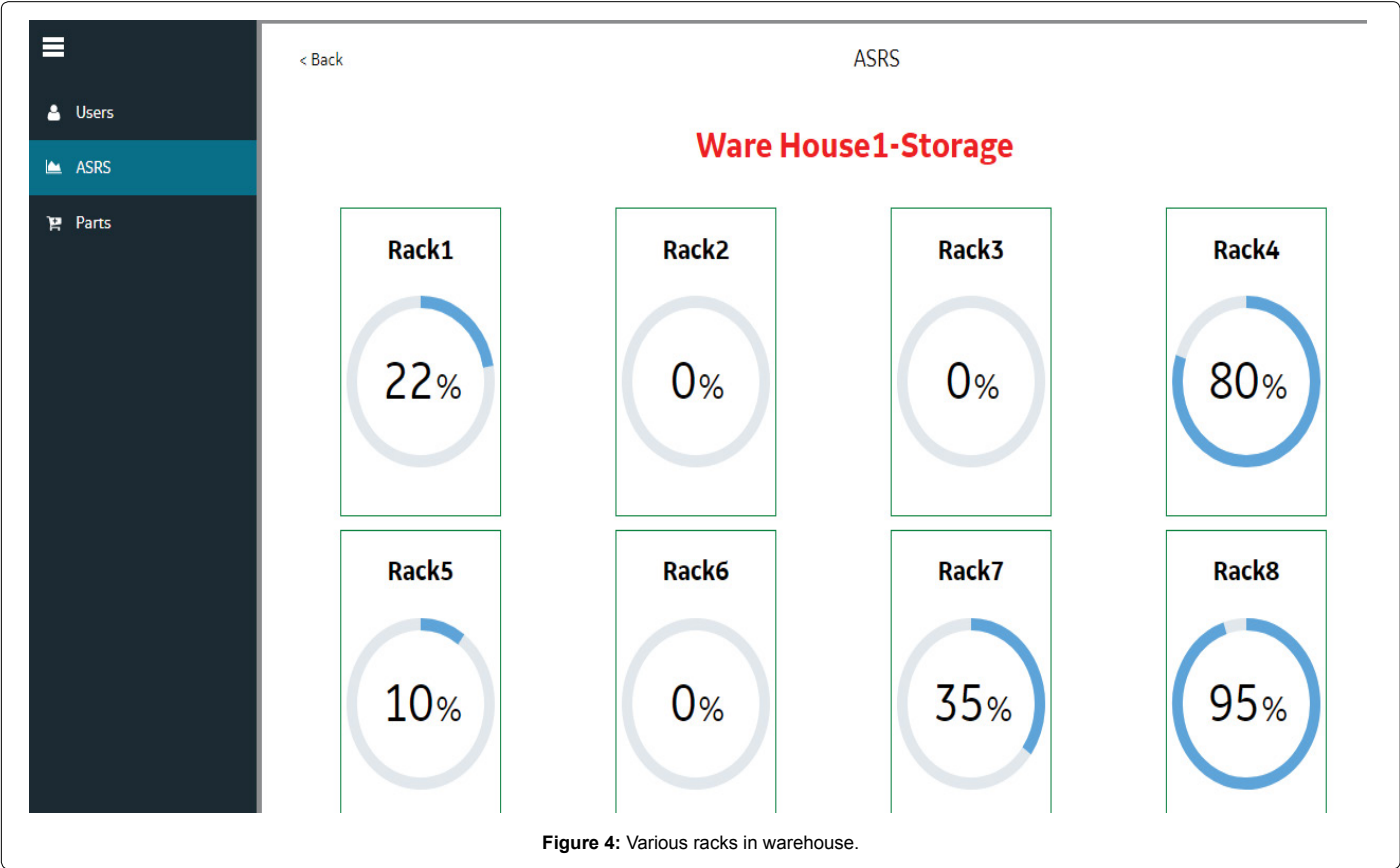 < Back
ASRS
Users
ASRS
Parts
Ware House1-Storage
Rack1
Rack2
Rack3
Rack4
22%
0%
0%
80%
Rack5
Rack6
Rack7
Rack8
10%
0%
35%
95%
Figure 4: Various racks in warehouse.